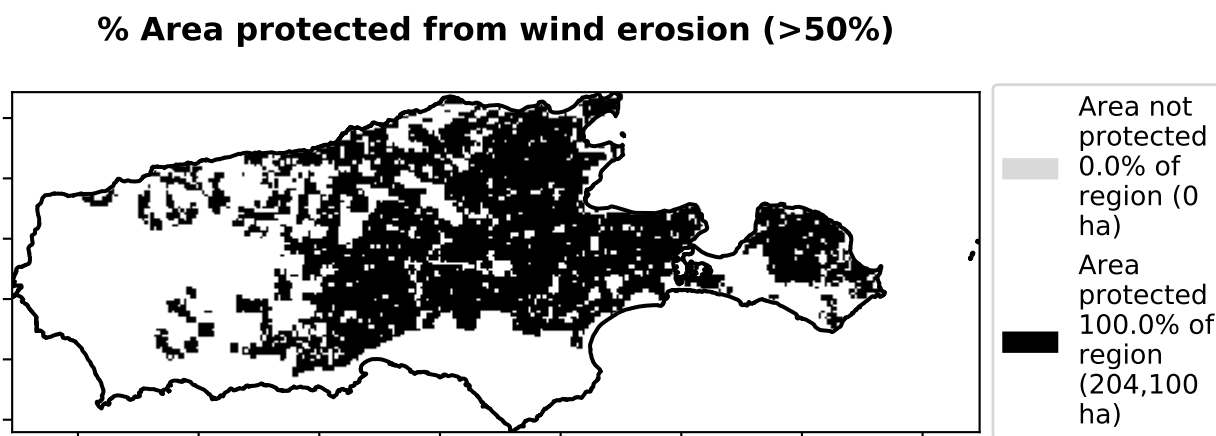 % Area protected from wind erosion (>50%)
Area not
protected
0.0% of
region (0
ha)
Area
protected
100.0% of
region
(204,100
ha)